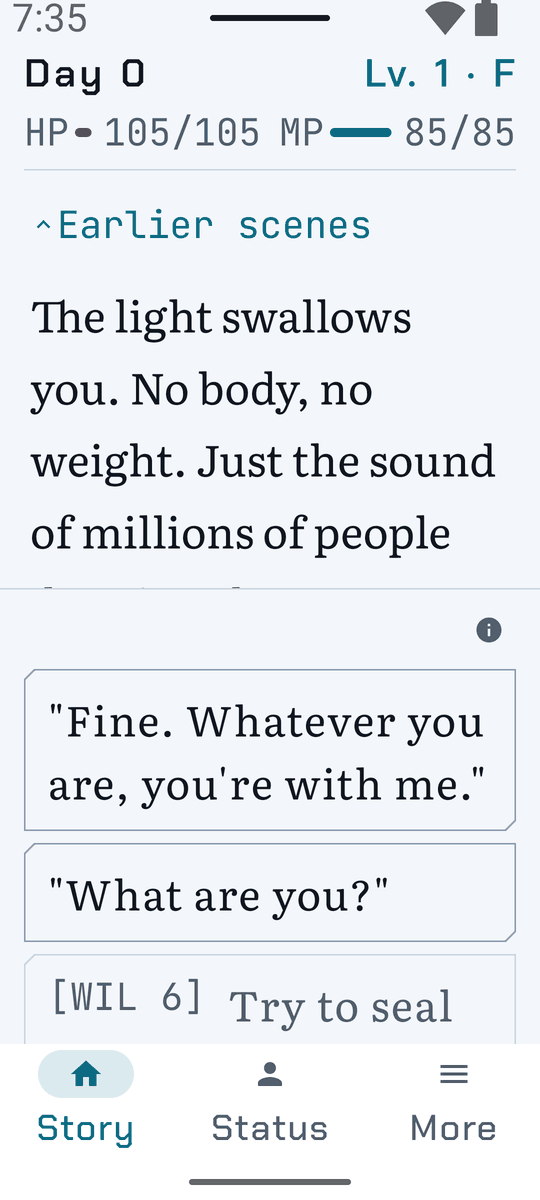 7:35
Day 0 Lv. 1 · F
HP 105/105 MP 85/85
Earlier scenes
The light swallows
you. No body, no
weight. Just the sound
of millions of people
"Fine. Whatever you
are, you're with me."
"What are you?"
[WIL 6] Try to seal
Story Status More